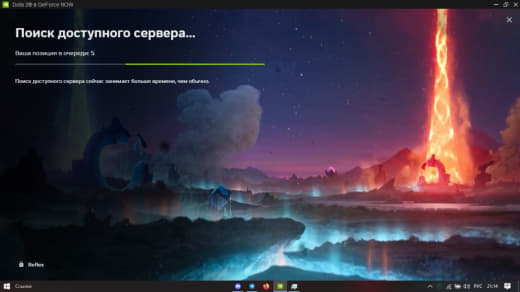 Dota 2® в GeForce NOW
Поиск доступного сервера...
Ваша позиция в очереди: 5
Поиск доступного сервера сейчас занимает больше времени, чем обычно.
Reflex
Ссылки
РУС
21:14